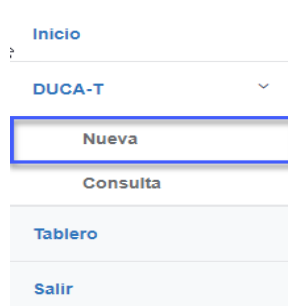 Inicio
DUCA-T
Nueva
Consulta
Tablero
Salir